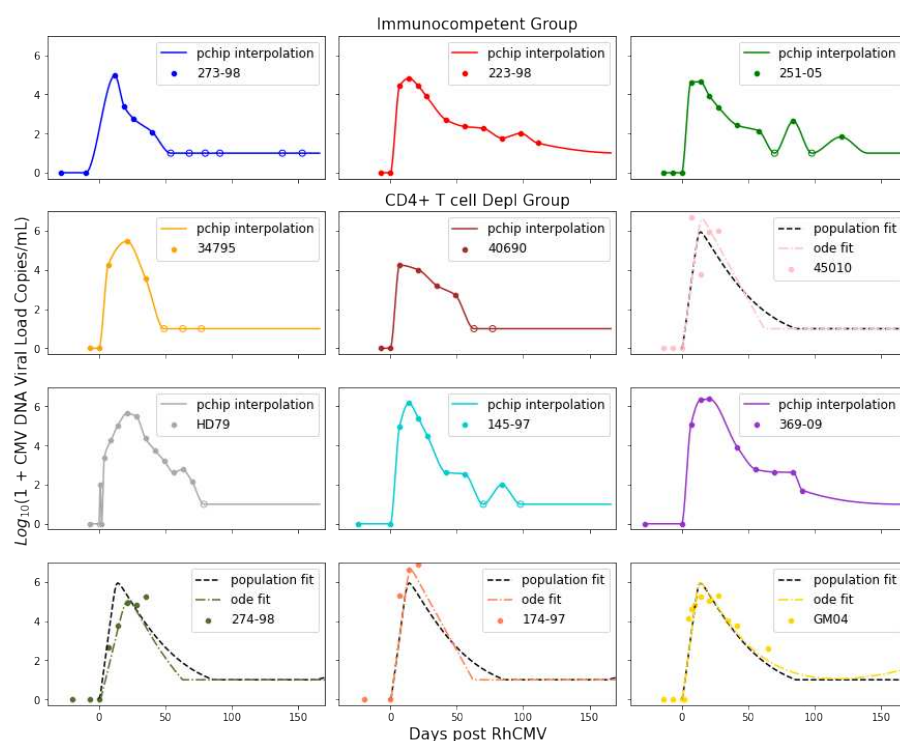 Immunocompetent Group
pchip interpolation
273-98
pchip interpolation
223-98
pchip interpolation
251-05
6
4
2
0
CD4+ T cell Depl Group
pchip interpolation
34795
pchip interpolation
40690
population fit
ode fit
45010
6
4
2
0
pchip interpolation
HD79
pchip interpolation
145-97
pchip interpolation
369-09
6
4
2
0
population fit
ode fit
274-98
population fit
ode fit
174-97
population fit
ode fit
GM04
6
4
2
0
0 50 100 150
0 50 100 150
0 50 100 150
Log10(1 + CMV DNA Viral Load Copies/mL)
Days post RhCMV